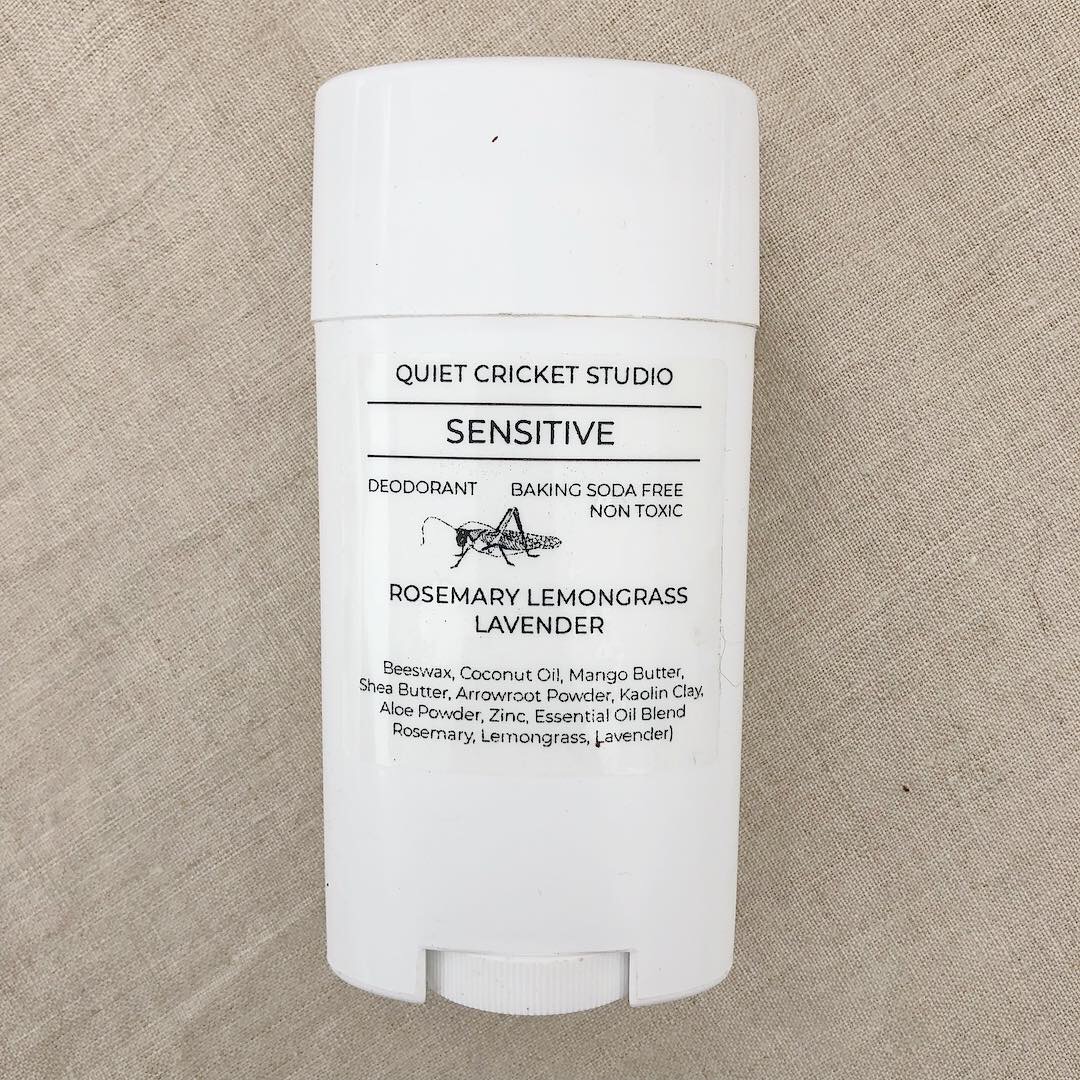 QUIET CRICKET STUDIO
SENSITIVE
DEODORANT BAKING SODA FREE
NON TOXIC
ROSEMARY LEMONGRASS
LAVENDER
Beeswax, Coconut Oil, Mango Butter,
Shea Butter, Arrowroot Powder, Kaolin Clay,
Aloe Powder, Zinc, Essential Oil Blend
Rosemary, Lemongrass, Lavender)